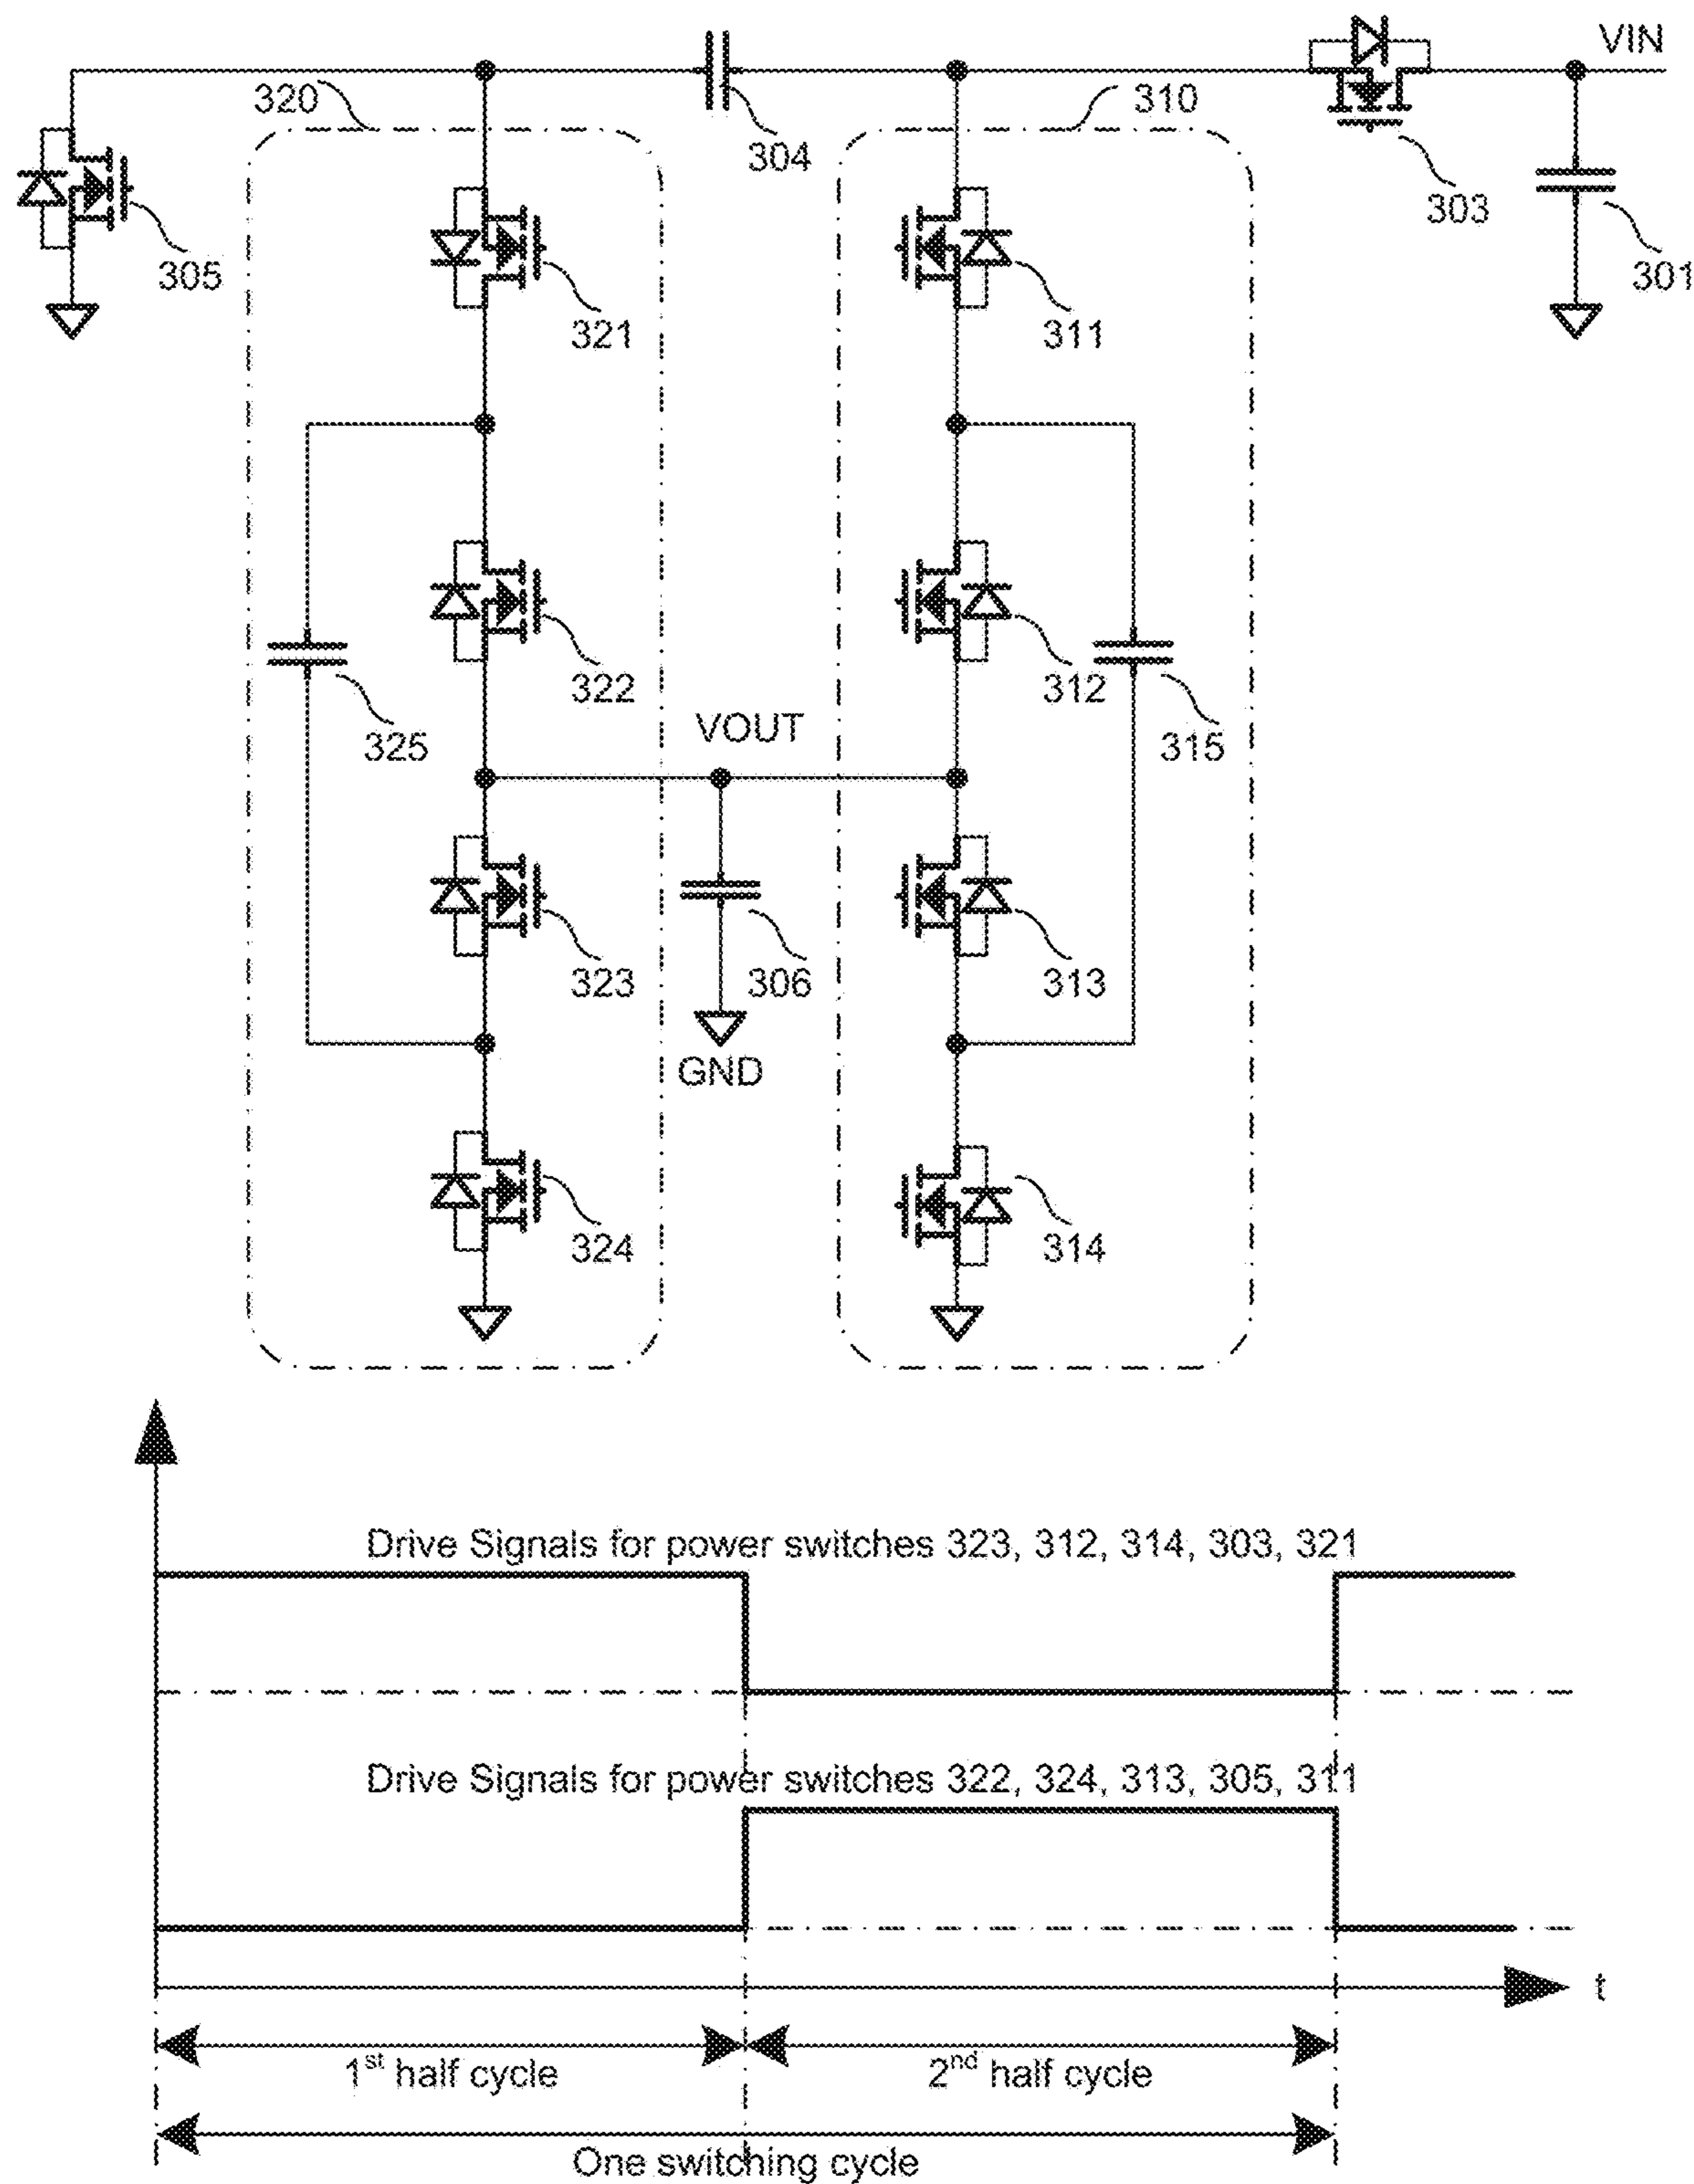 VIN
320
310
304
303
305
301
321
311
322
312
325
VOUT
315
323
306
313
GND
324
314
Drive Signals for power switches 323, 312, 314, 303, 321
Drive Signals for power switches 322, 324, 313, 305, 311
t
1st half cycle
2nd half cycle
One switching cycle